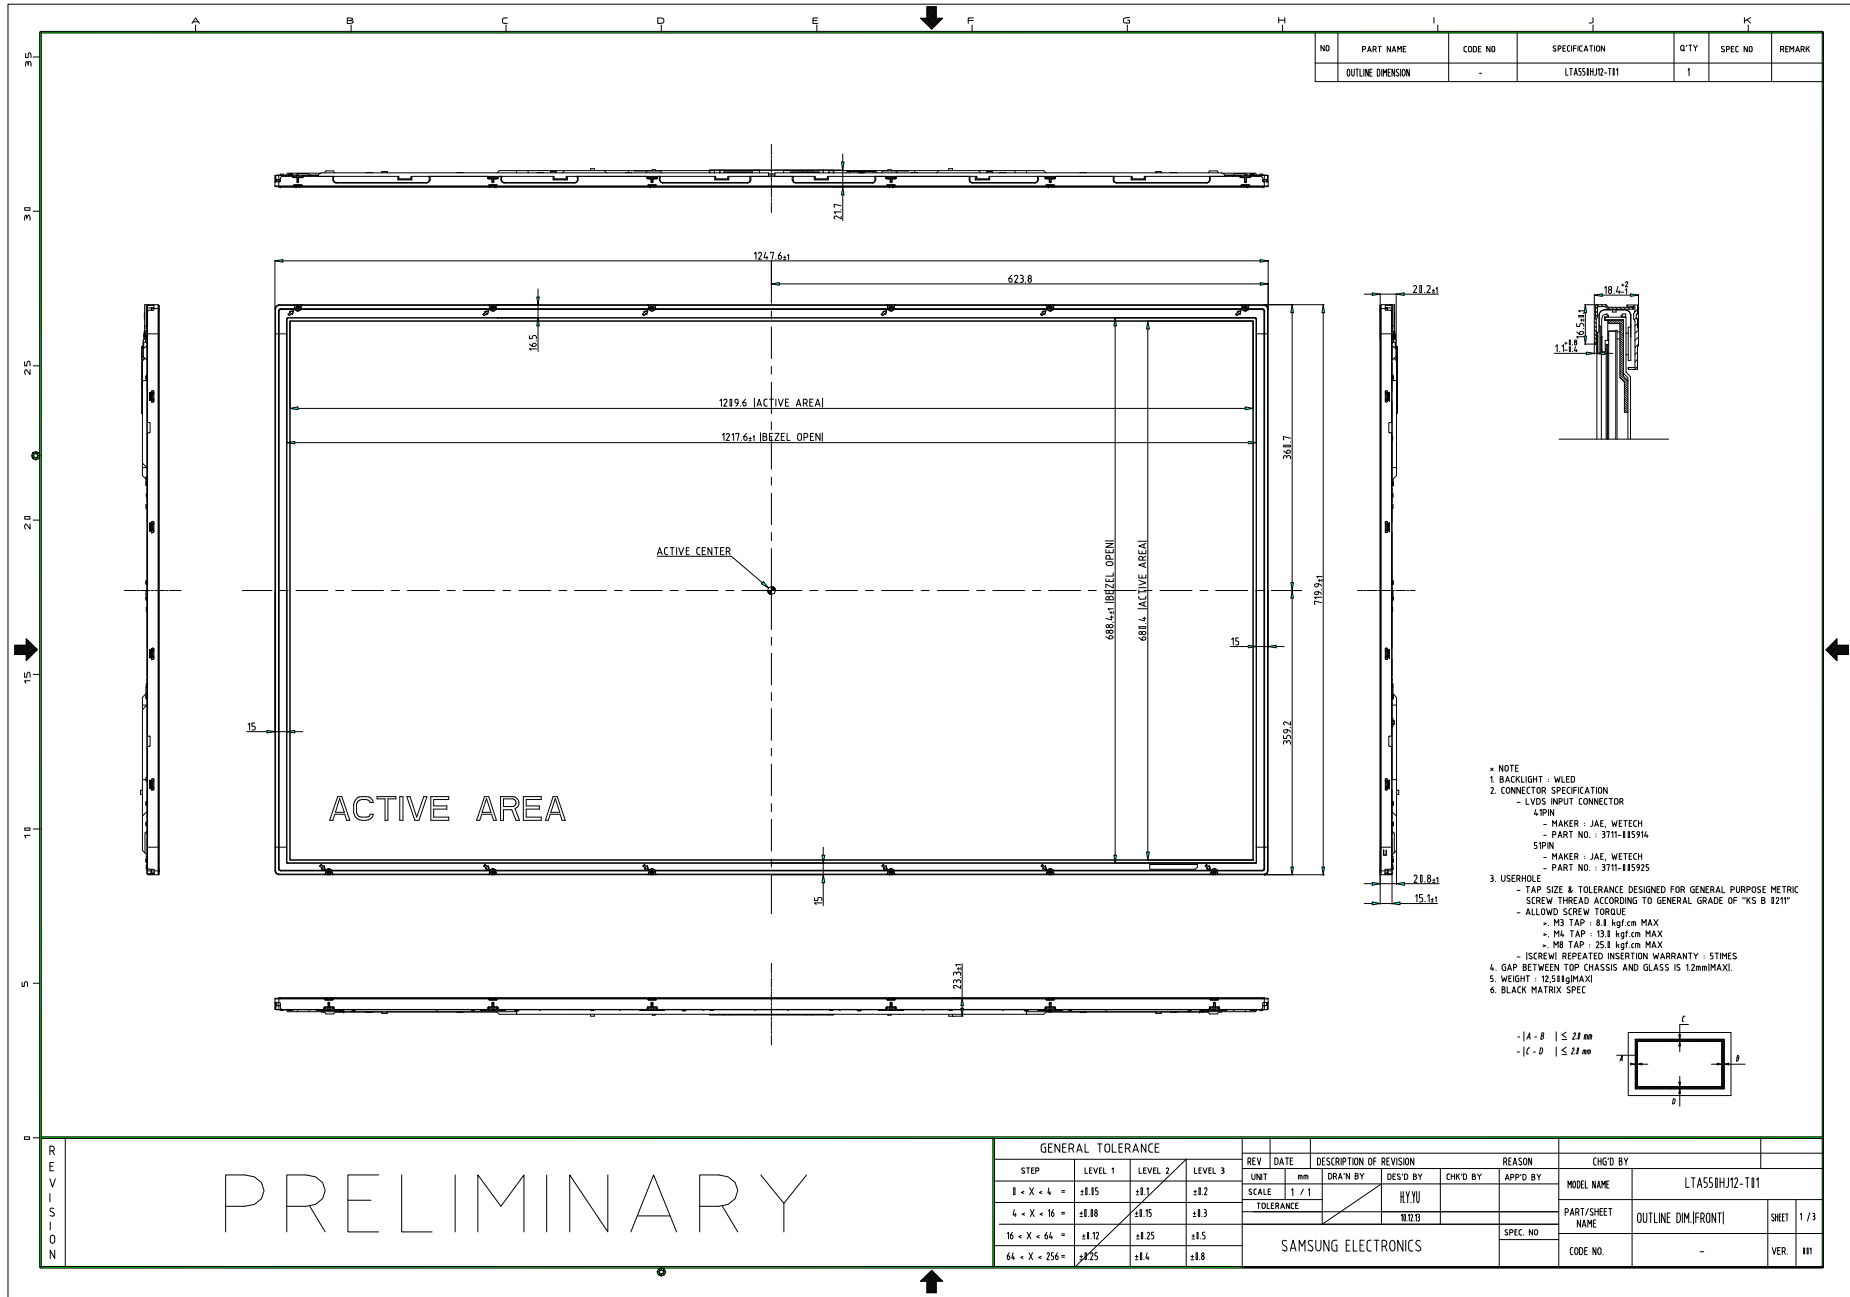 A B C D E F G H I J K
35
30
25
20
15
10
5
0
NO PART NAME CODE NO SPECIFICATION Q'TY SPEC NO REMARK
OUTLINE DIMENSION - LTA550HJ12-T01 1
21.7
1247.6±1
623.8
16.5
1209.6 |ACTIVE AREA|
1217.6±1 |BEZEL OPEN|
ACTIVE CENTER
688.4±1 |BEZEL OPEN|
680.4 |ACTIVE AREA|
360.7
719.9±1
359.2
15
15
15
ACTIVE AREA
20.2±1
20.8±1
15.1±1
23.3±1
18.4+2-1
16.5±0.1
1.1+0.8-0.4
* NOTE
1. BACKLIGHT : WLED
2. CONNECTOR SPECIFICATION
- LVDS INPUT CONNECTOR
41PIN
- MAKER : JAE, WETECH
- PART NO. : 3711-005914
51PIN
- MAKER : JAE, WETECH
- PART NO. : 3711-005925
3. USERHOLE
- TAP SIZE & TOLERANCE DESIGNED FOR GENERAL PURPOSE METRIC
SCREW THREAD ACCORDING TO GENERAL GRADE OF "KS B 0211"
- ALLOWD SCREW TORQUE
>. M3 TAP : 8.0 kgf.cm MAX
>. M4 TAP : 13.0 kgf.cm MAX
>. M8 TAP : 25.0 kgf.cm MAX
- |SCREW| REPEATED INSERTION WARRANTY : 5TIMES
4. GAP BETWEEN TOP CHASSIS AND GLASS IS 1.2mm|MAX|.
5. WEIGHT : 12,500g|MAX|
6. BLACK MATRIX SPEC
- |A - B | ≤ 2.0 mm
- |C - D | ≤ 2.0 mm
C
A B
D
REVISION
PRELIMINARY
GENERAL TOLERANCE
STEP LEVEL 1 LEVEL 2 LEVEL 3
0 < X < 4 = ±0.05 ±0.1 ±0.2
4 < X < 16 = ±0.08 ±0.15 ±0.3
16 < X < 64 = ±0.12 ±0.25 ±0.5
64 < X < 256 = ±0.25 ±0.4 ±0.8
REV DATE DESCRIPTION OF REVISION REASON CHG'D BY
UNIT mm DRA'N BY DES'D BY CHK'D BY APP'D BY
SCALE 1 / 1 H.Y.YU
TOLERANCE 10.12.13
SAMSUNG ELECTRONICS SPEC. NO
MODEL NAME LTA550HJ12-T01
PART/SHEET NAME OUTLINE DIM.|FRONT| SHEET 1 / 3
CODE NO. - VER. 001